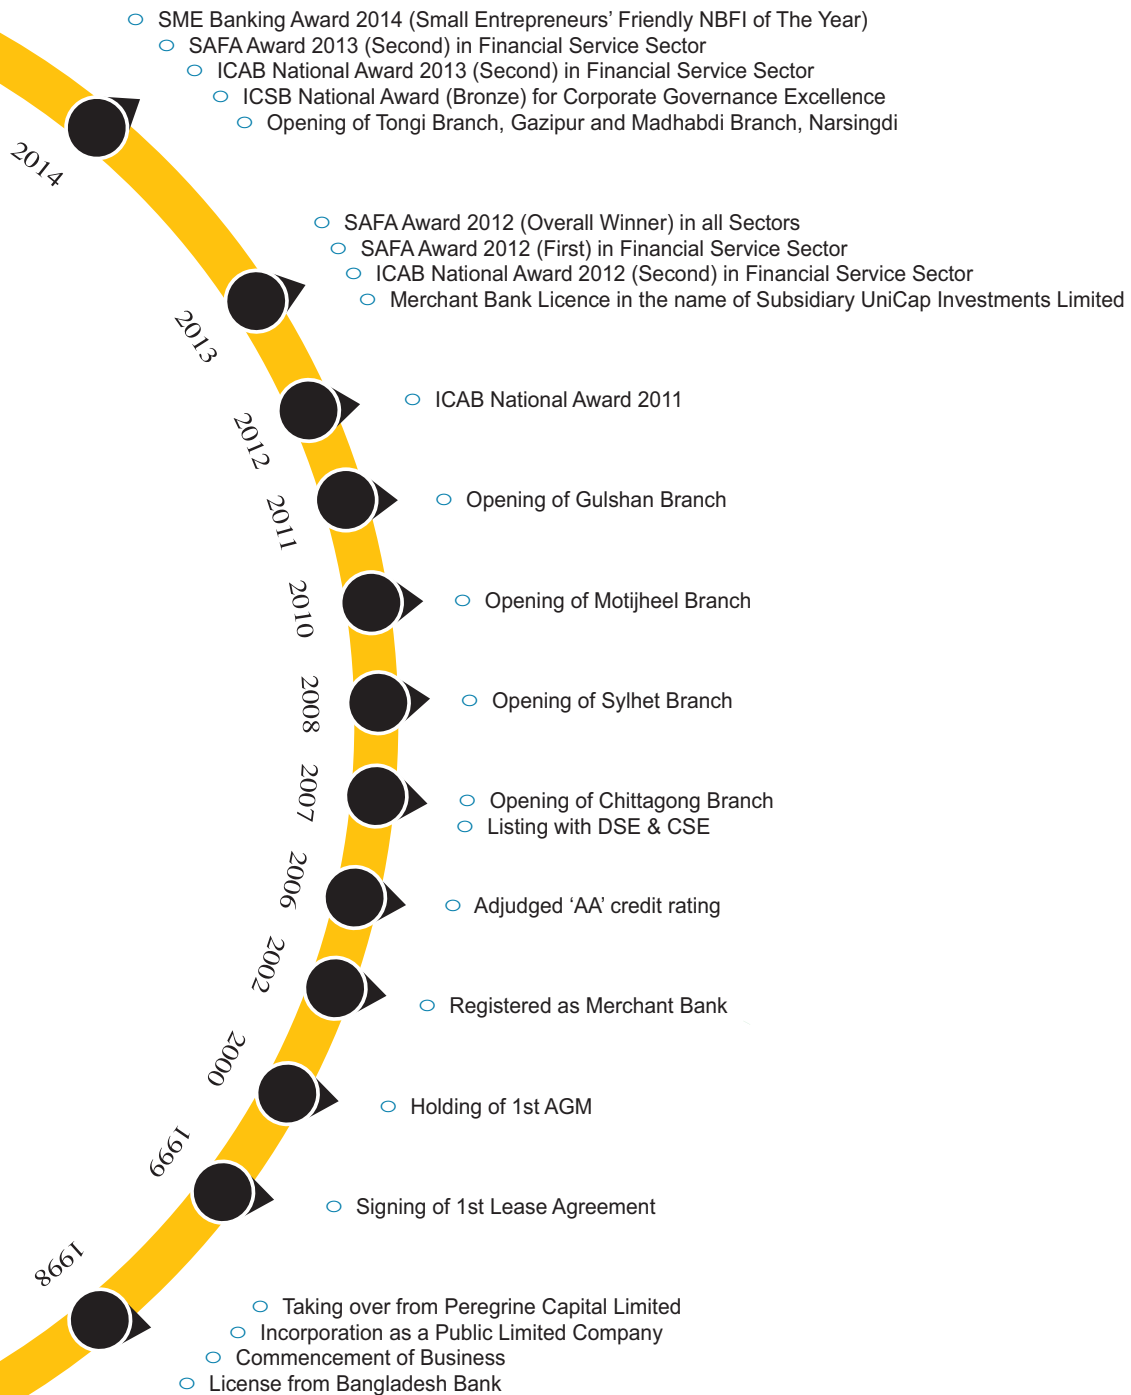 SME Banking Award 2014 (Small Entrepreneurs’ Friendly NBFI of The Year)
SAFA Award 2013 (Second) in Financial Service Sector
ICAB National Award 2013 (Second) in Financial Service Sector
ICSB National Award (Bronze) for Corporate Governance Excellence
Opening of Tongi Branch, Gazipur and Madhabdi Branch, Narsingdi
2014
SAFA Award 2012 (Overall Winner) in all Sectors
SAFA Award 2012 (First) in Financial Service Sector
ICAB National Award 2012 (Second) in Financial Service Sector
Merchant Bank Licence in the name of Subsidiary UniCap Investments Limited
2013
ICAB National Award 2011
2012
Opening of Gulshan Branch
2011
Opening of Motijheel Branch
2010
Opening of Sylhet Branch
2008
Opening of Chittagong Branch
Listing with DSE & CSE
2007
Adjudged ‘AA’ credit rating
2006
Registered as Merchant Bank
2002
Holding of 1st AGM
2000
Signing of 1st Lease Agreement
1999
Taking over from Peregrine Capital Limited
Incorporation as a Public Limited Company
Commencement of Business
License from Bangladesh Bank
1998